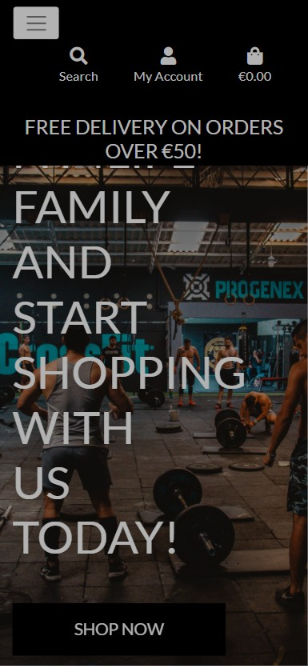 Search
My Account
€0.00
FREE DELIVERY ON ORDERS
OVER €50!
FAMILY
AND
START
SHOPPING
WITH
US
TODAY!
PROGENEX
CrossFit
SHOP NOW